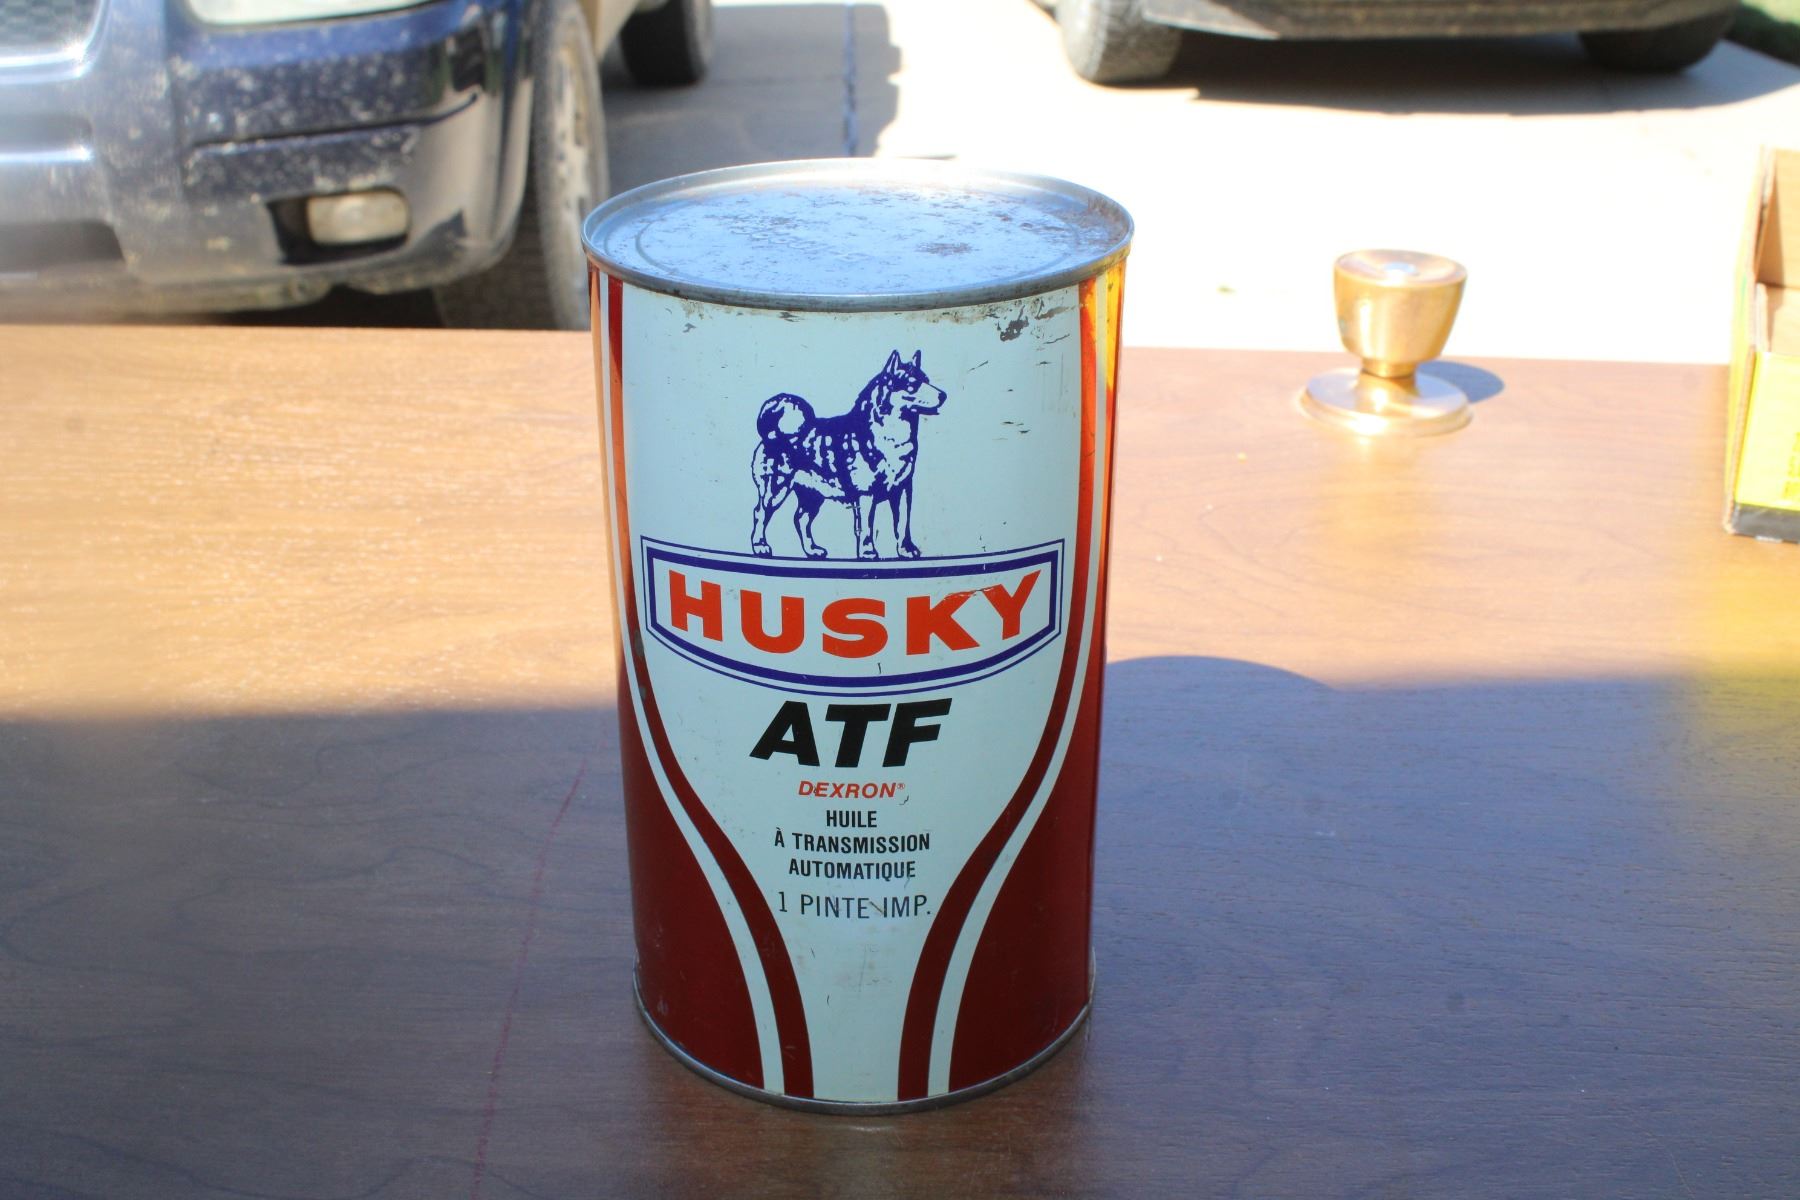 HUSKY
ATF
DEXRON®
HUILE
À TRANSMISSION
AUTOMATIQUE
1 PINTE IMP.